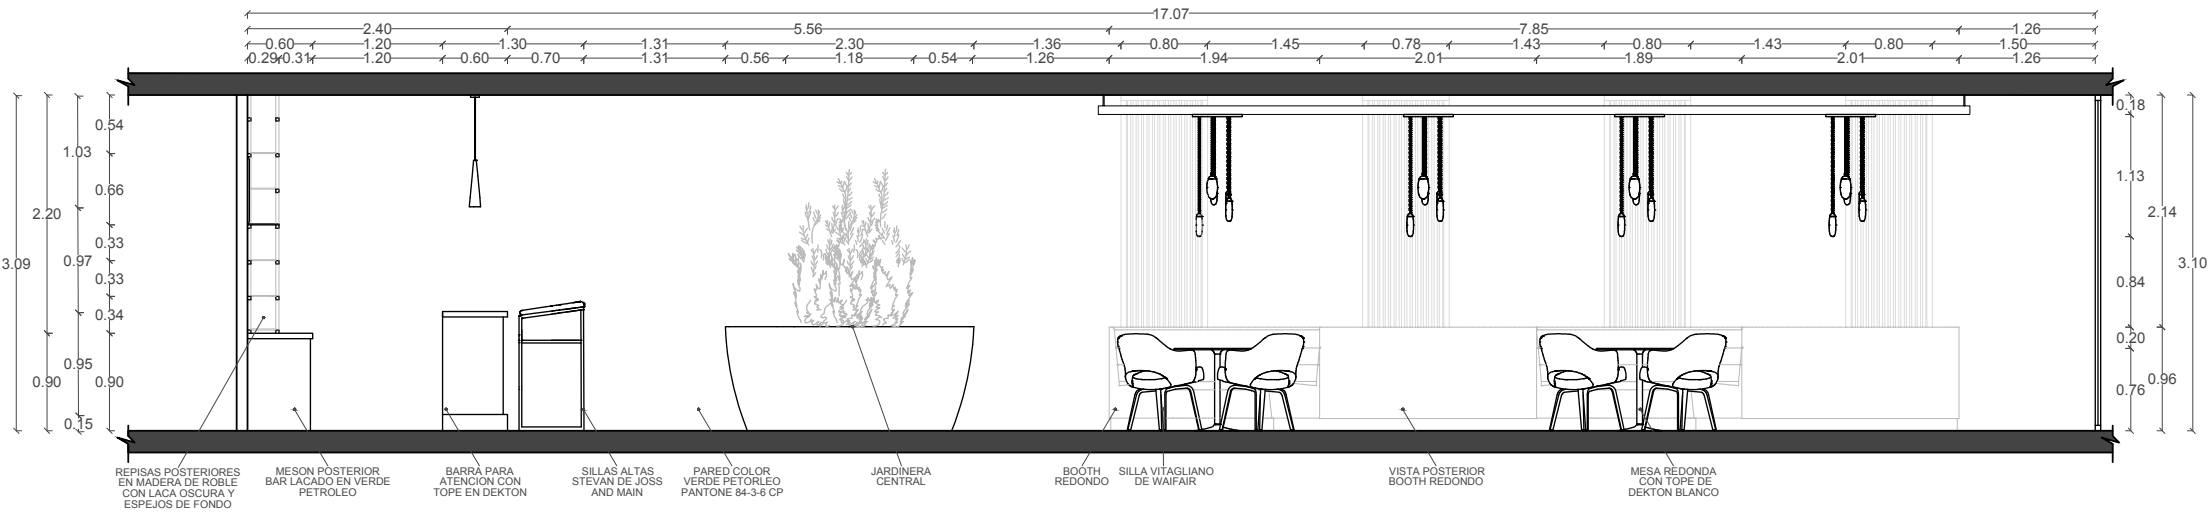 17.07
2.40 5.56 7.85 1.26
0.60 1.20 1.30 1.31 2.30 1.36 0.80 1.45 0.78 1.43 0.80 1.43 0.80 1.50
0.29 0.31 1.20 0.60 0.70 1.31 0.56 1.18 0.54 1.26 1.94 2.01 1.89 2.01 1.26
3.09
2.20
0.90
1.03
0.97
0.95
0.15
0.54
0.66
0.33
0.33
0.34
0.90
0.18
1.13
0.84
0.20
0.76
2.14
0.96
3.10
REPISAS POSTERIORES
EN MADERA DE ROBLE
CON LACA OSCURA Y
ESPEJOS DE FONDO
MESON POSTERIOR
BAR LACADO EN VERDE
PETROLEO
BARRA PARA
ATENCION CON
TOPE EN DEKTON
SILLAS ALTAS
STEVAN DE JOSS
AND MAIN
PARED COLOR
VERDE PETORLEO
PANTONE 84-3-6 CP
JARDINERA
CENTRAL
BOOTH
REDONDO
SILLA VITAGLIANO
DE WAIFAIR
VISTA POSTERIOR
BOOTH REDONDO
MESA REDONDA
CON TOPE DE
DEKTON BLANCO